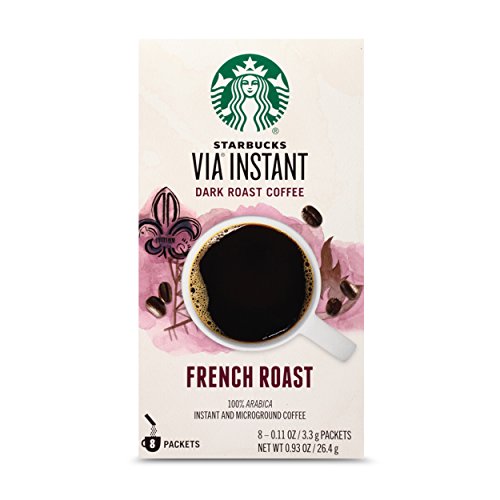 ®
STARBUCKS
VIA® INSTANT
DARK ROAST COFFEE
FRENCH ROAST
100% ARABICA
INSTANT AND MICROGROUND COFFEE
8 PACKETS
8 – 0.11 OZ / 3.3 g PACKETS
NET WT 0.93 OZ / 26.4 g